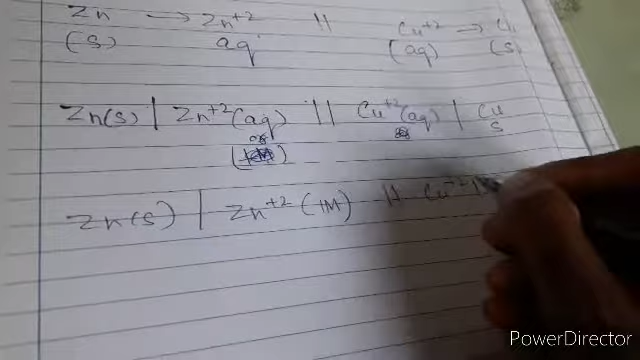 Zn → Zn+2 || Cu+2 → Cu
(s) aq (aq) (s)
Zn(s) | Zn+2(aq) || Cu+2(aq) | Cu
s
Zn(s) | Zn+2 (1M) || Cu+2
PowerDirector